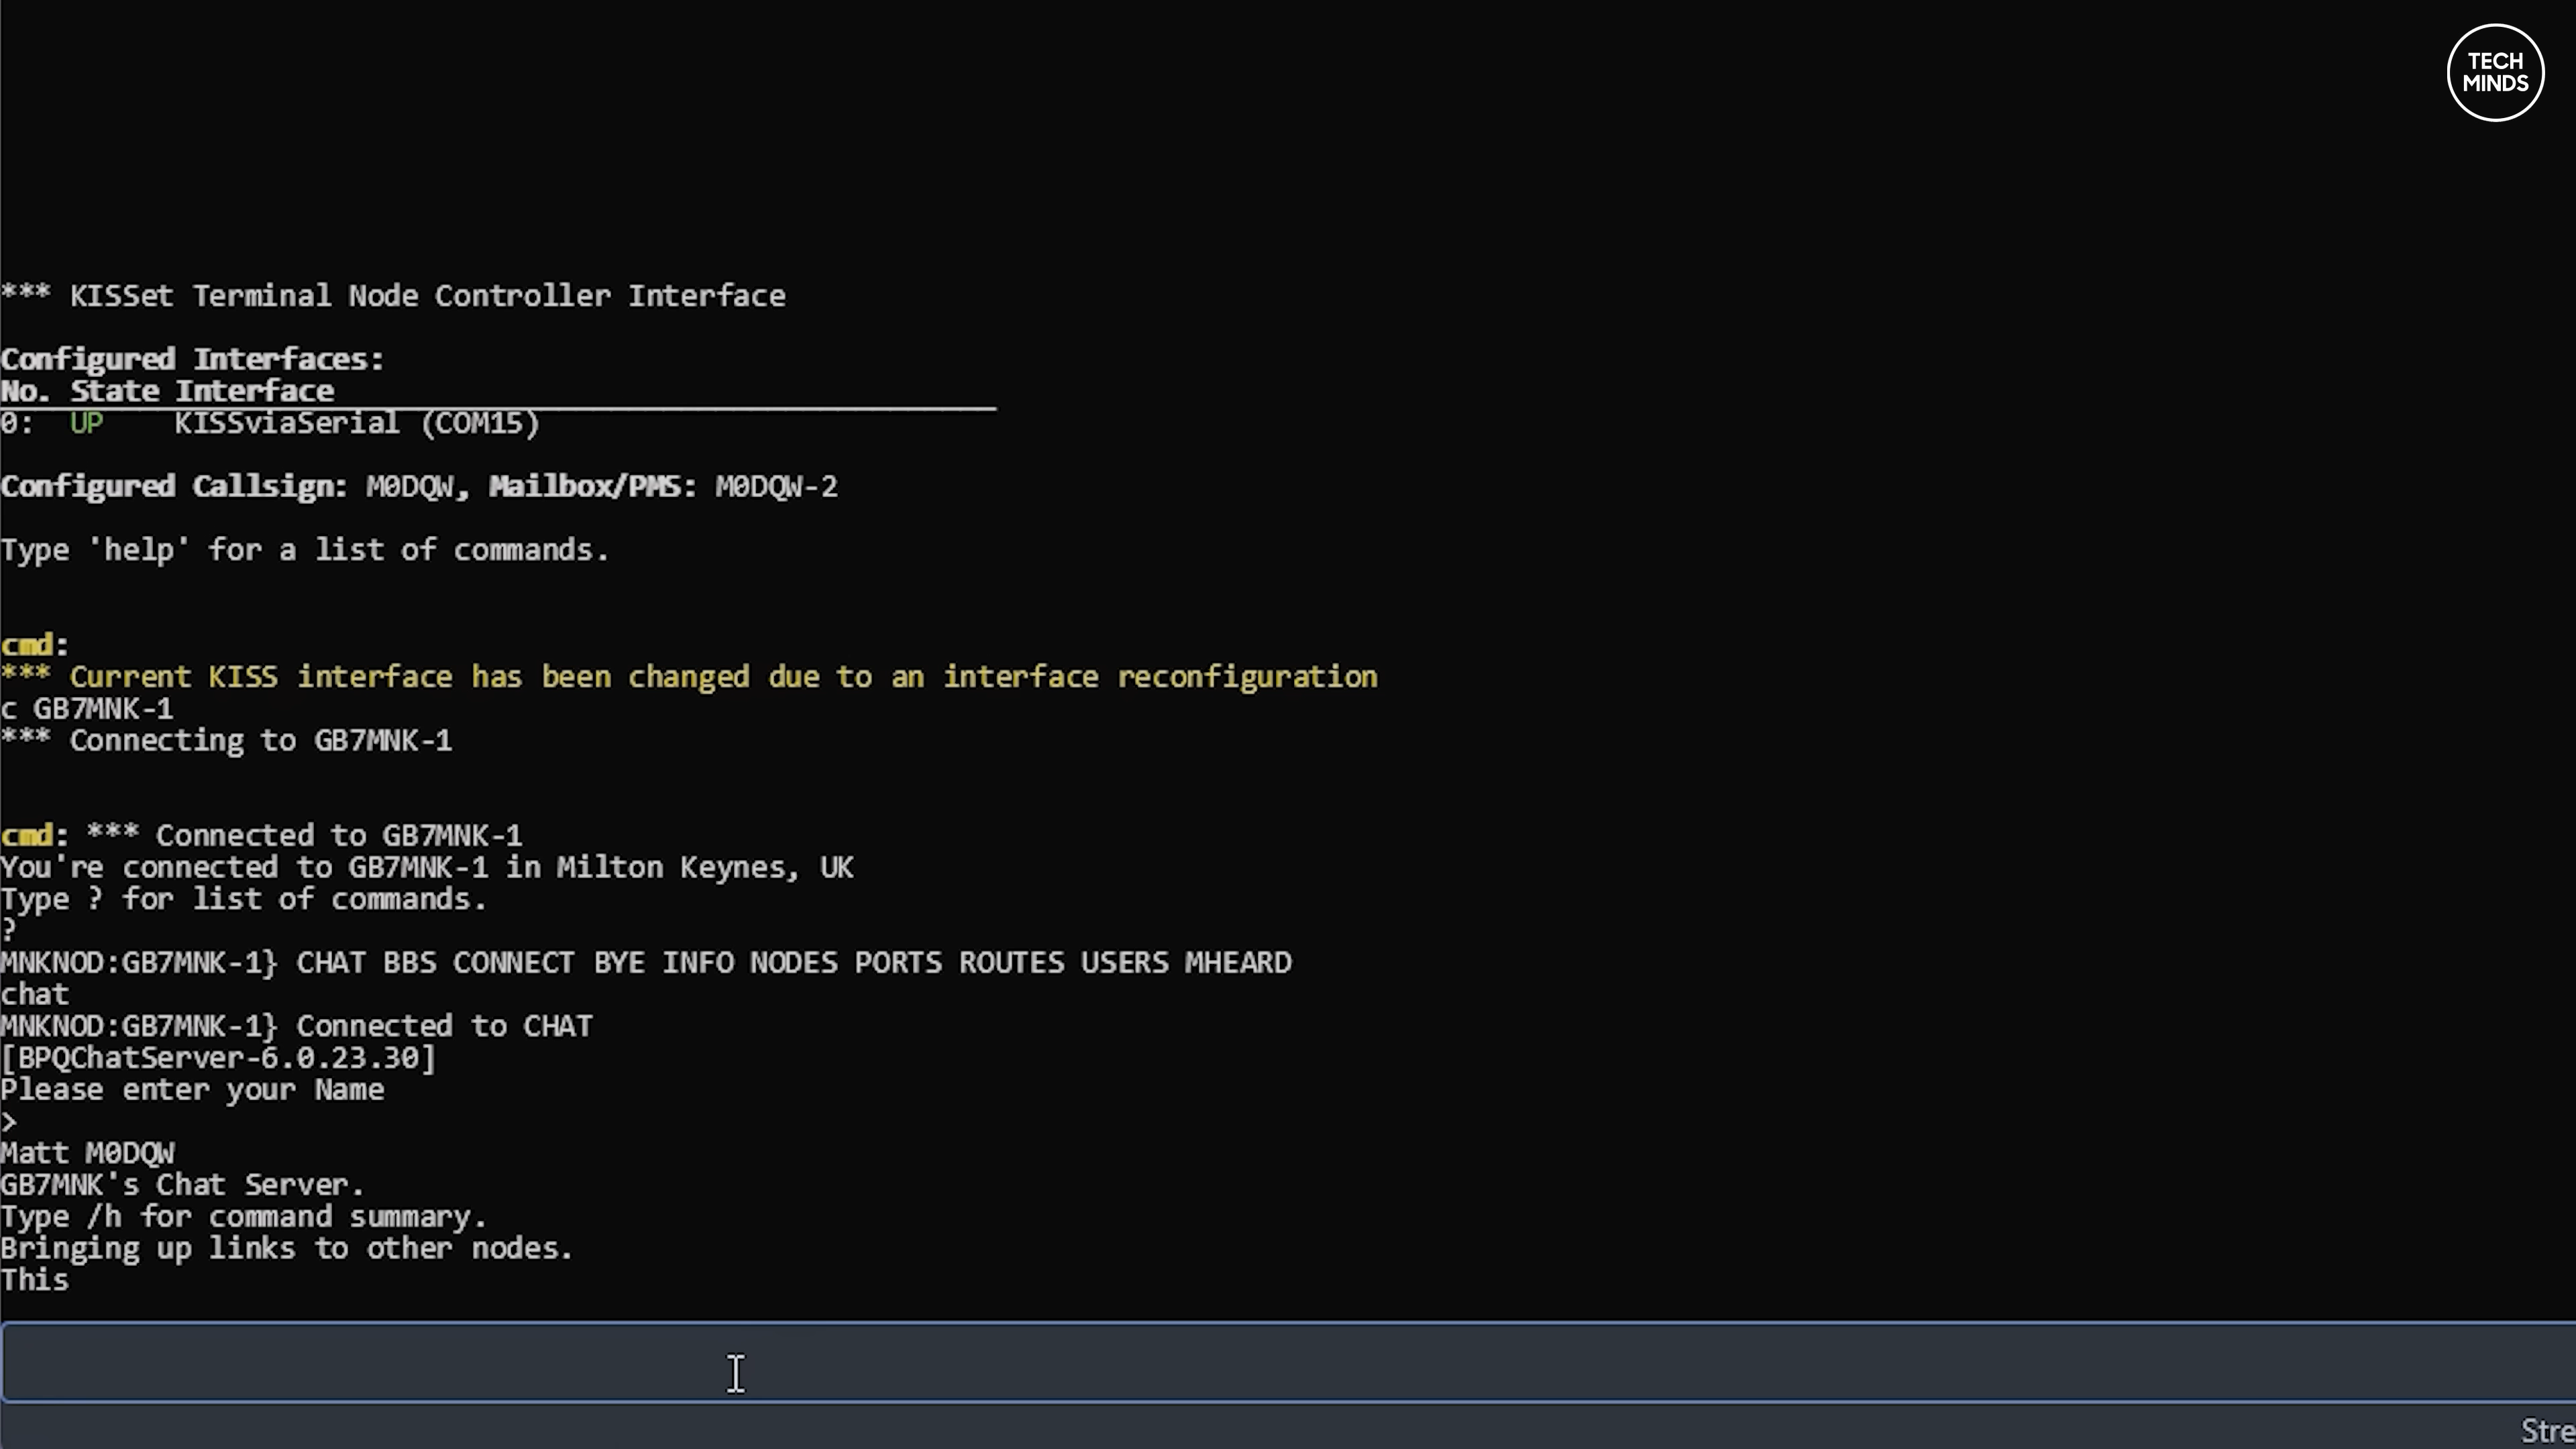 TECH
MINDS
*** KISSet Terminal Node Controller Interface
Configured Interfaces:
No. State Interface
0: UP KISSviaSerial (COM15)
Configured Callsign: M0DQW, Mailbox/PMS: M0DQW-2
Type 'help' for a list of commands.
cmd:
*** Current KISS interface has been changed due to an interface reconfiguration
c GB7MNK-1
*** Connecting to GB7MNK-1
cmd: *** Connected to GB7MNK-1
You're connected to GB7MNK-1 in Milton Keynes, UK
Type ? for list of commands.
?
MNKNOD:GB7MNK-1} CHAT BBS CONNECT BYE INFO NODES PORTS ROUTES USERS MHEARD
chat
MNKNOD:GB7MNK-1} Connected to CHAT
[BPQChatServer-6.0.23.30]
Please enter your Name
>
Matt M0DQW
GB7MNK's Chat Server.
Type /h for command summary.
Bringing up links to other nodes.
This
Stre